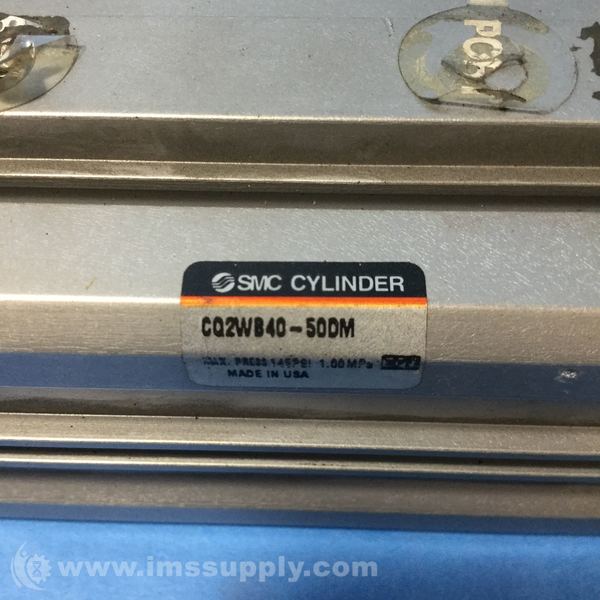 SMC CYLINDER
CQ2WB40-50DM
MAX. PRESS 145PSI 1.00MPa
MADE IN USA
www.imssupply.com